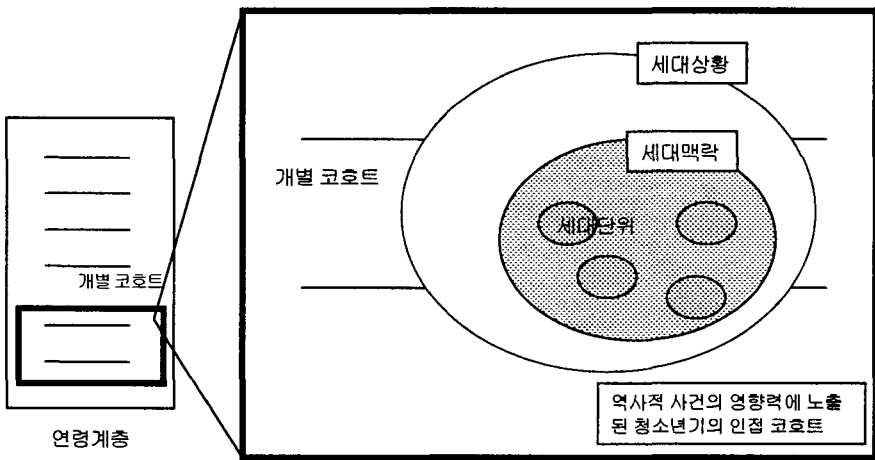 세대상황
세대맥락
개별 코호트
세대단위
개별 코호트
역사적 사건의 영향력에 노출
된 청소년기의 인접 코호트
연령계층